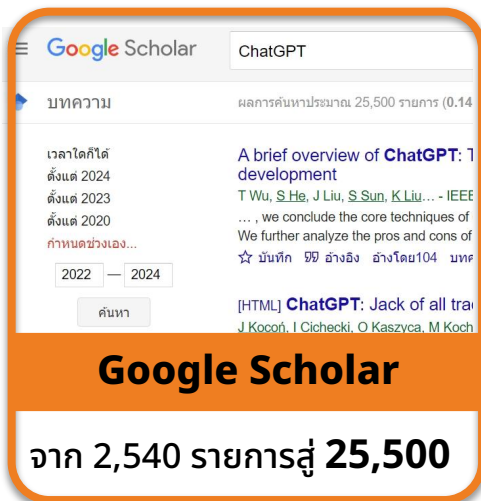 Google Scholar
ChatGPT
บทความ
ผลการค้นหาประมาณ 25,500 รายการ (0.14
เวลาใดก็ได้
ตั้งแต่ 2024
ตั้งแต่ 2023
ตั้งแต่ 2020
กำหนดช่วงเอง...
2022 — 2024
ค้นหา
A brief overview of ChatGPT: T
development
T Wu, S He, J Liu, S Sun, K Liu… - IEEE
… , we conclude the core techniques of
We further analyze the pros and cons of
บันทึก อ้างอิง อ้างโดย104 บทค
[HTML] ChatGPT: Jack of all tra
J Kocoń, I Cichecki, O Kaszyca, M Koch
Google Scholar
จาก 2,540 รายการสู่ 25,500